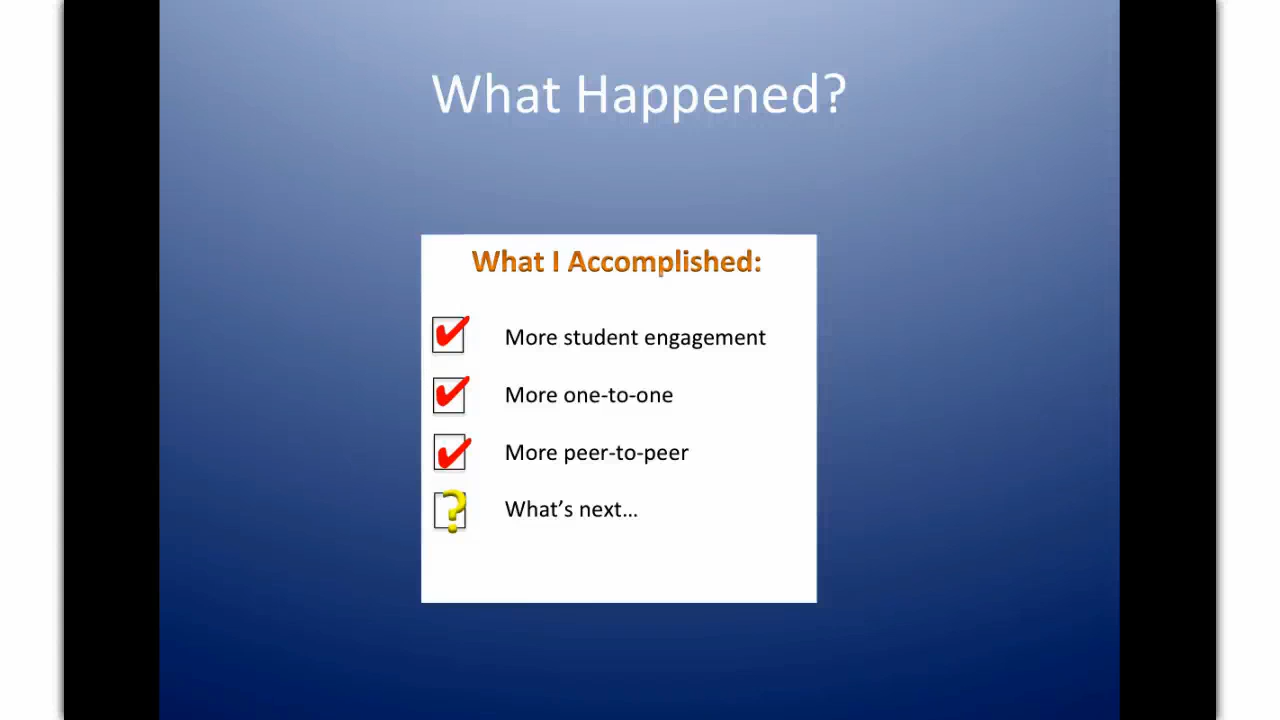 What Happened?
What I Accomplished:
More student engagement
More one-to-one
More peer-to-peer
What’s next…